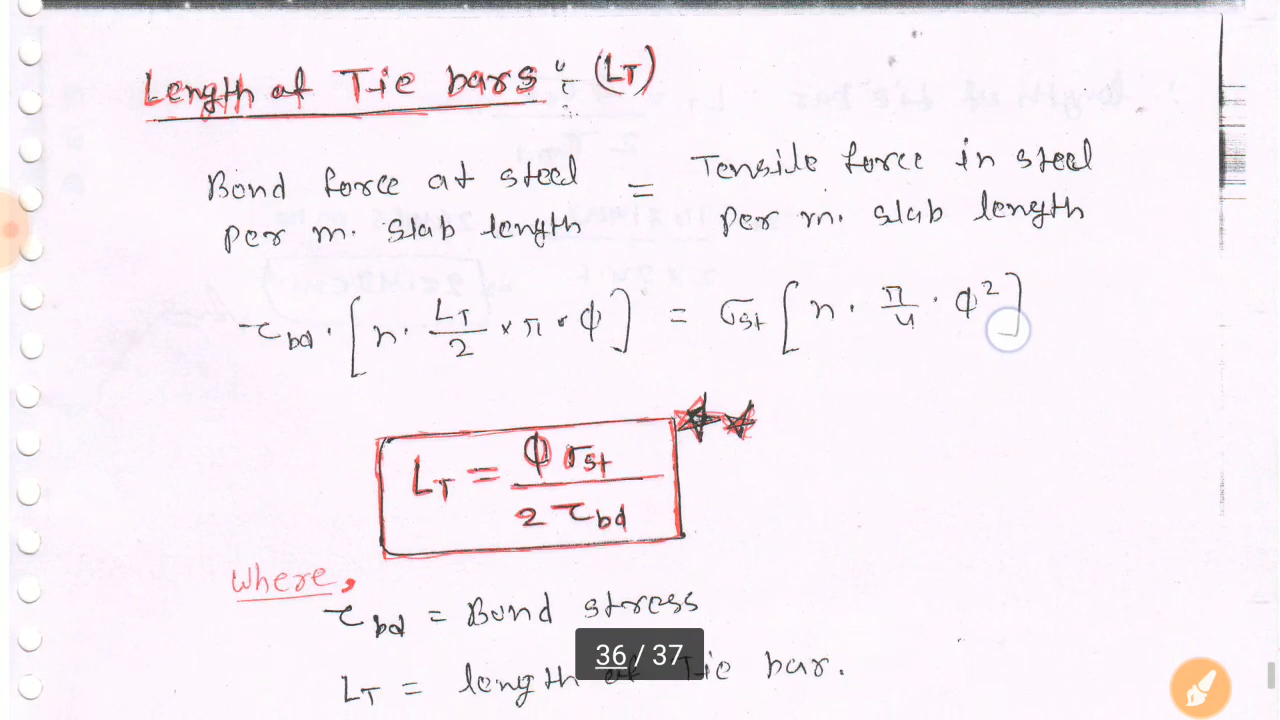 Length of Tie bars : (LT)
Bond force at steel per m. slab length = Tensile force in steel per m. slab length
τbd · [n · LT/2 × π · ϕ] = σst [n · π/4 · ϕ²]
LT = ϕ σst / 2 τbd
Where,
τbd = Bond stress
LT = length of Tie bar.
36 / 37